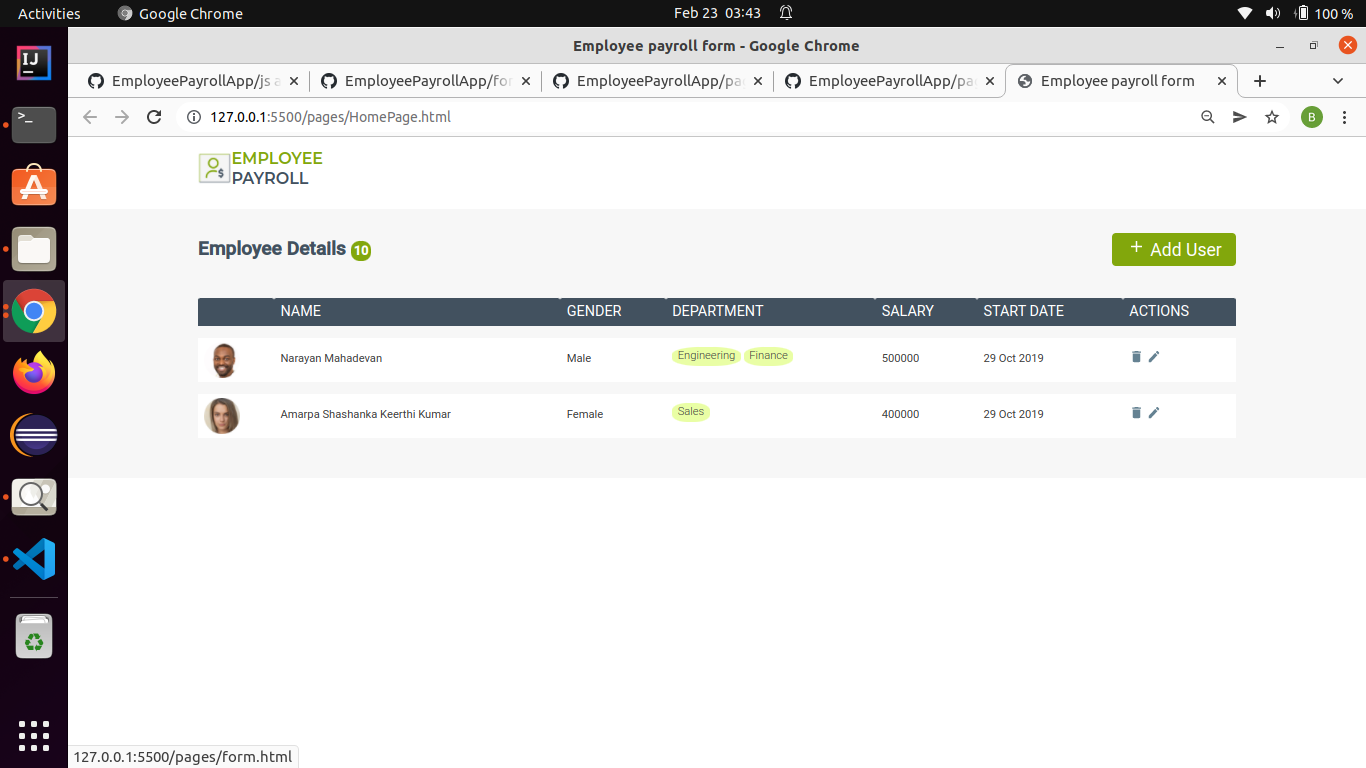 Activities Google Chrome Feb 23 03:43 100 %
Employee payroll form - Google Chrome
EmployeePayrollApp/js a EmployeePayrollApp/for EmployeePayrollApp/pa EmployeePayrollApp/pa Employee payroll form
127.0.0.1:5500/pages/HomePage.html B
EMPLOYEE
PAYROLL
Employee Details 10 + Add User
NAME GENDER DEPARTMENT SALARY START DATE ACTIONS
Narayan Mahadevan Male Engineering Finance 500000 29 Oct 2019
Amarpa Shashanka Keerthi Kumar Female Sales 400000 29 Oct 2019
127.0.0.1:5500/pages/form.html